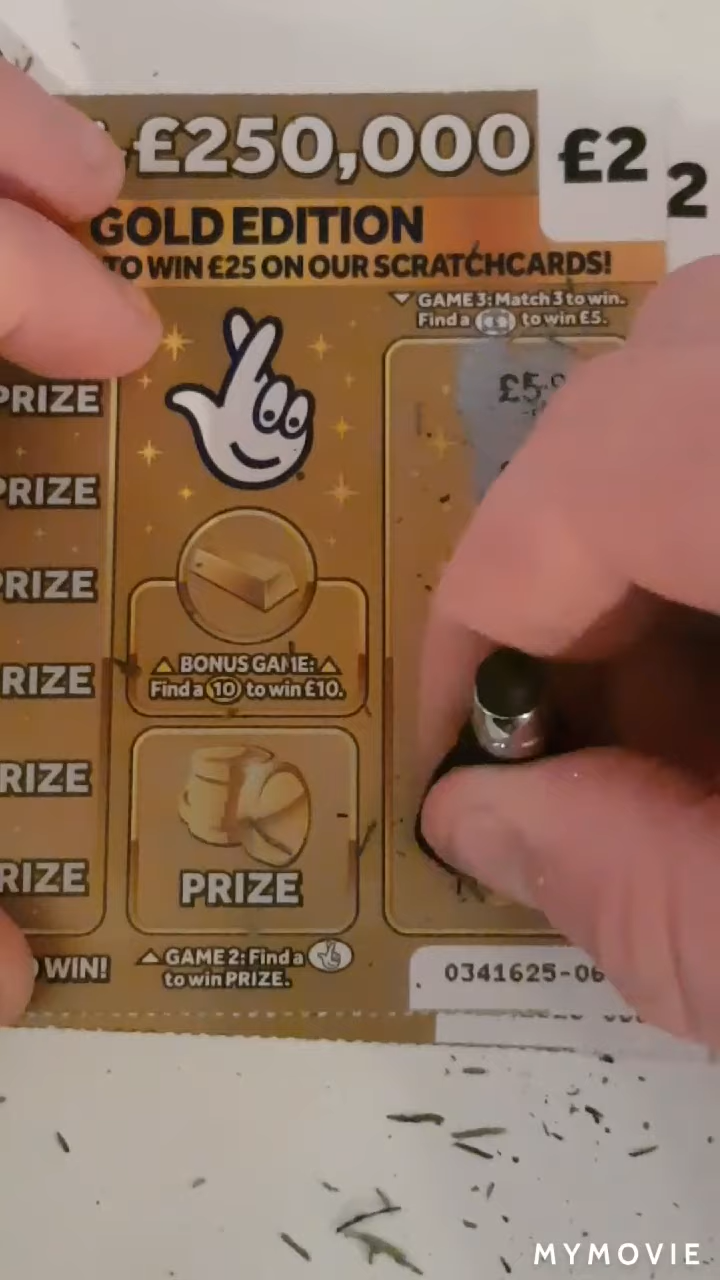 £250,000
£2
2
GOLD EDITION
TO WIN £25 ON OUR SCRATCHCARDS!
GAME 3: Match 3 to win.
Find a to win £5.
PRIZE
PRIZE
PRIZE
RIZE
RIZE
RIZE
WIN!
BONUS GAME:
Find a 10 to win £10.
PRIZE
GAME 2: Find a
to win PRIZE.
0341625-06
MYMOVIE